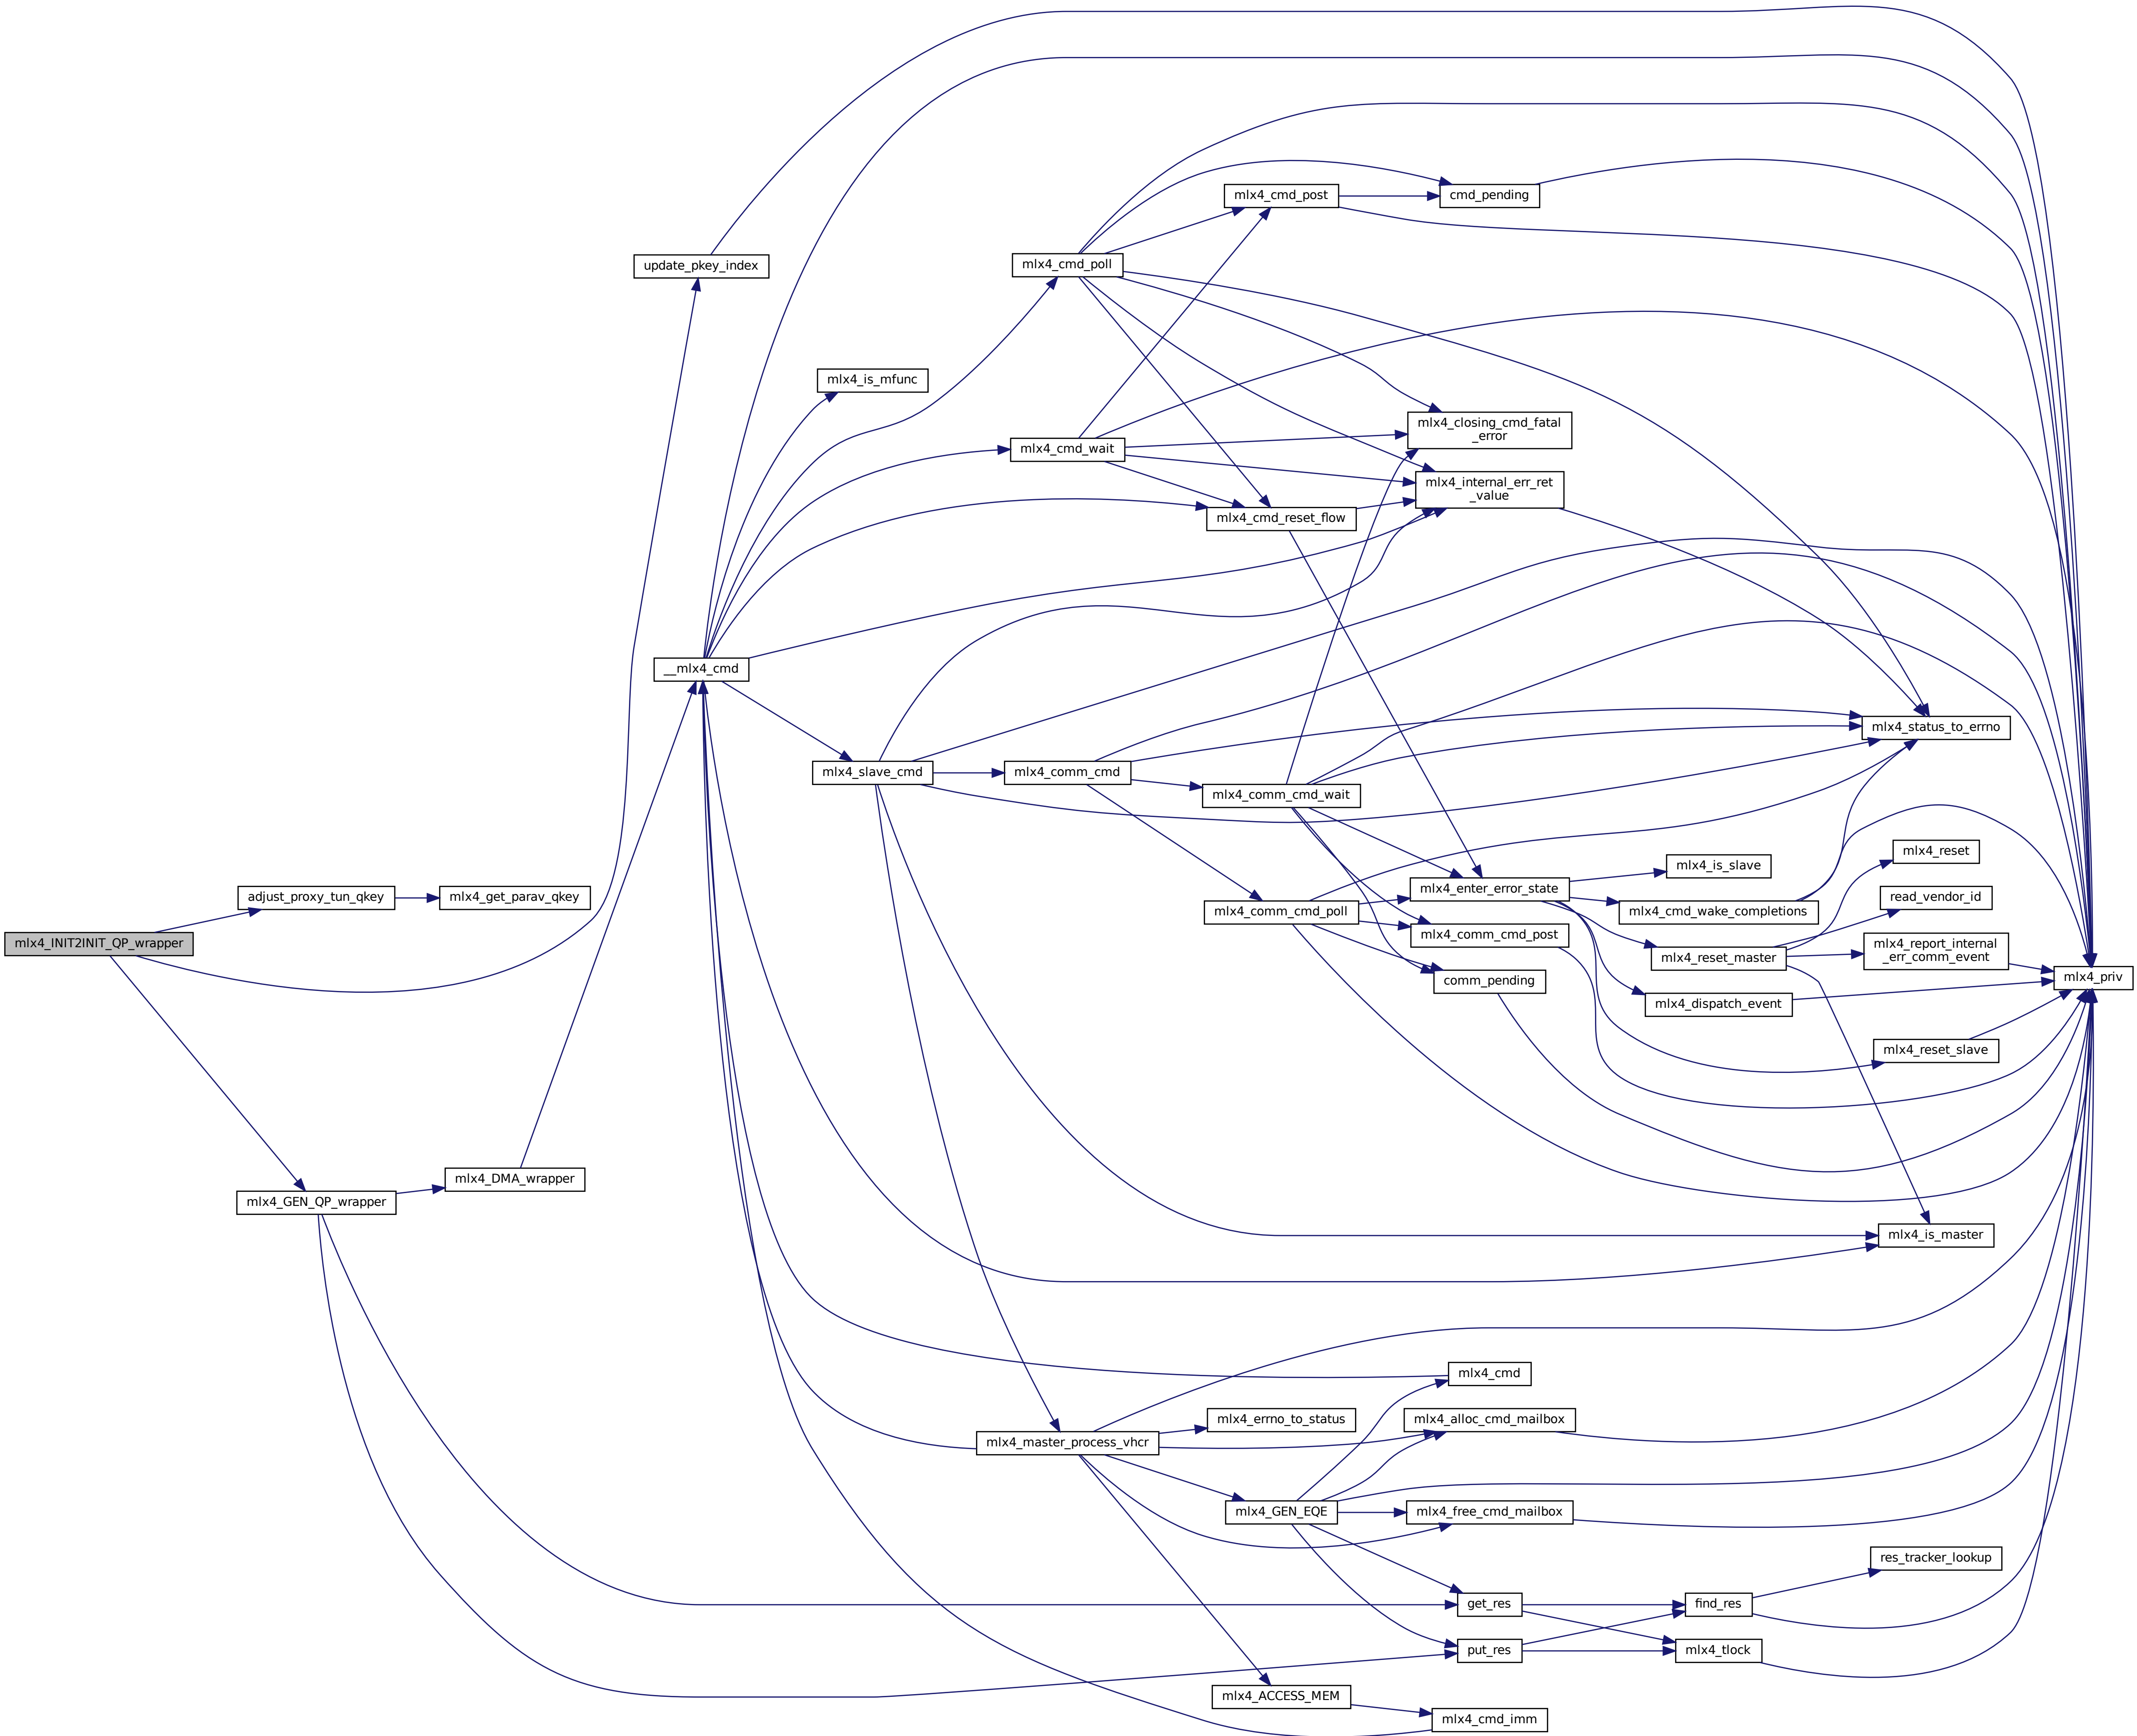 mlx4_INIT2INIT_QP_wrapper
adjust_proxy_tun_qkey
mlx4_GEN_QP_wrapper
mlx4_get_parav_qkey
mlx4_DMA_wrapper
update_pkey_index
__mlx4_cmd
mlx4_is_mfunc
mlx4_slave_cmd
mlx4_cmd_poll
mlx4_cmd_wait
mlx4_comm_cmd
mlx4_master_process_vhcr
mlx4_cmd_post
mlx4_cmd_reset_flow
mlx4_comm_cmd_wait
mlx4_comm_cmd_poll
mlx4_errno_to_status
mlx4_GEN_EQE
mlx4_ACCESS_MEM
cmd_pending
mlx4_closing_cmd_fatal
_error
mlx4_internal_err_ret
_value
mlx4_enter_error_state
mlx4_comm_cmd_post
comm_pending
mlx4_cmd
mlx4_alloc_cmd_mailbox
mlx4_free_cmd_mailbox
get_res
put_res
mlx4_cmd_imm
mlx4_is_slave
mlx4_cmd_wake_completions
mlx4_reset_master
mlx4_dispatch_event
find_res
mlx4_tlock
mlx4_status_to_errno
mlx4_reset
read_vendor_id
mlx4_report_internal
_err_comm_event
mlx4_reset_slave
mlx4_is_master
res_tracker_lookup
mlx4_priv